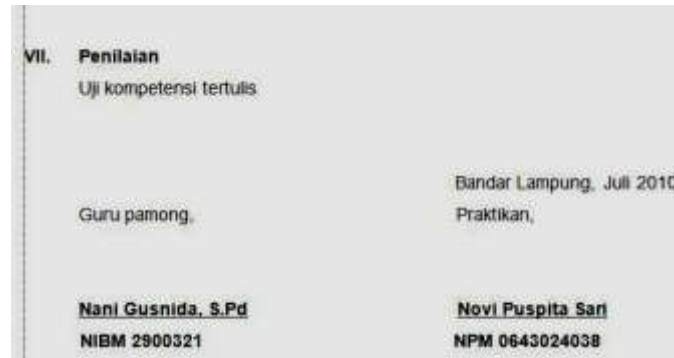 VII. Penilaian
Uji kompetensi tertulis
Bandar Lampung, Juli 2010
Guru pamong,
Praktikan,
Nani Gusnida, S.Pd
Novi Puspita Sari
NIBM 2900321
NPM 0643024038